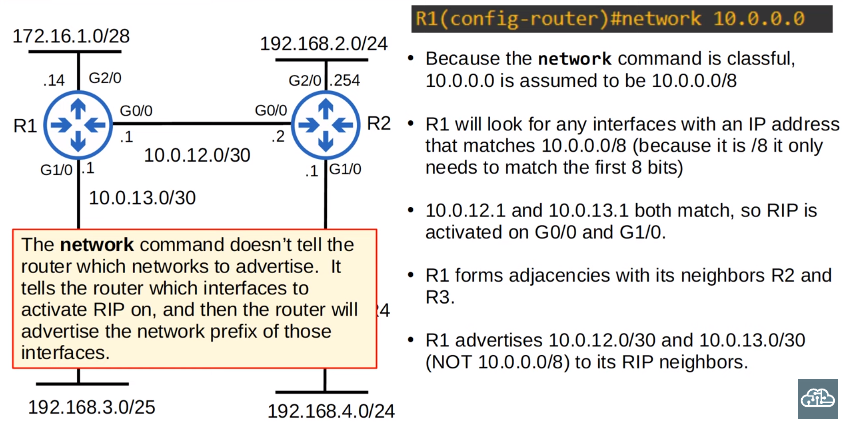 R1(config-router)#network 10.0.0.0
172.16.1.0/28
192.168.2.0/24
.14 G2/0
G2/0 .254
R1
G0/0
G0/0
R2
.1
.2
10.0.12.0/30
G1/0 .1
.1 G1/0
10.0.13.0/30
The network command doesn't tell the
router which networks to advertise. It
tells the router which interfaces to
activate RIP on, and then the router will
advertise the network prefix of those
interfaces.
192.168.3.0/25
192.168.4.0/24
• Because the network command is classful,
10.0.0.0 is assumed to be 10.0.0.0/8
• R1 will look for any interfaces with an IP address
that matches 10.0.0.0/8 (because it is /8 it only
needs to match the first 8 bits)
• 10.0.12.1 and 10.0.13.1 both match, so RIP is
activated on G0/0 and G1/0.
• R1 forms adjacencies with its neighbors R2 and
R3.
• R1 advertises 10.0.12.0/30 and 10.0.13.0/30
(NOT 10.0.0.0/8) to its RIP neighbors.